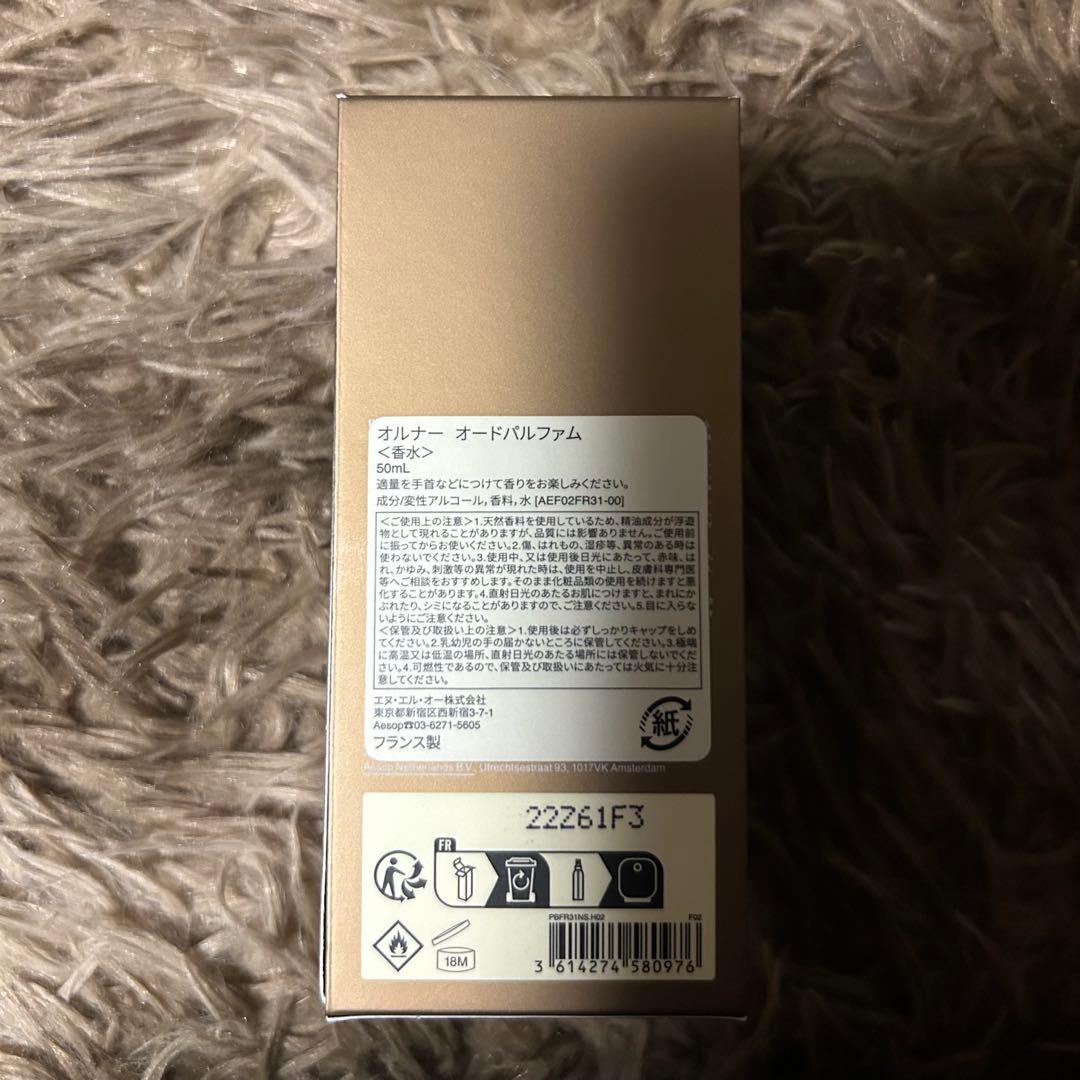 オルナー オードパルファム
＜香水＞
50mL
適量を手首などにつけて香りをお楽しみください。
成分/変性アルコール，香料，水 [AEF02FR31-00]
＜ご使用上の注意＞1.天然香料を使用しているため、精油成分が浮遊
物として現れることがありますが、品質には影響ありません。ご使用前
に振ってからお使いください。2.傷、はれもの、湿疹等、異常のある時は
使わないでください。3.使用中、又は使用後日光にあたって、赤味、は
れ、かゆみ、刺激等の異常が現れた時は、使用を中止し、皮膚科専門医
等へご相談をおすすめします。そのまま化粧品類の使用を続けますと悪
化することがあります。4.直射日光のあたるお肌につけますと、まれにか
ぶれたり、シミになることがありますので、ご注意ください。5.目に入らな
いようにご注意ください。
＜保管及び取扱い上の注意＞1.使用後は必ずしっかりキャップをしめ
てください。2.乳幼児の手の届かないところに保管してください。3.極端
に高温又は低温の場所、直射日光のあたる場所には保管しないでくだ
さい。4.可燃性であるので、保管及び取扱いにあたっては火気に十分注
意してください。
エヌ・エル・オー株式会社
東京都新宿区西新宿3-7-1
Aesop☎03-6271-5605
フランス製
紙
Aesop Netherlands B.V., Utrechtsestraat 93, 1017VK Amsterdam
22Z61F3
FR
PBFR31NS.H02 F02
18M
3 614274 580976